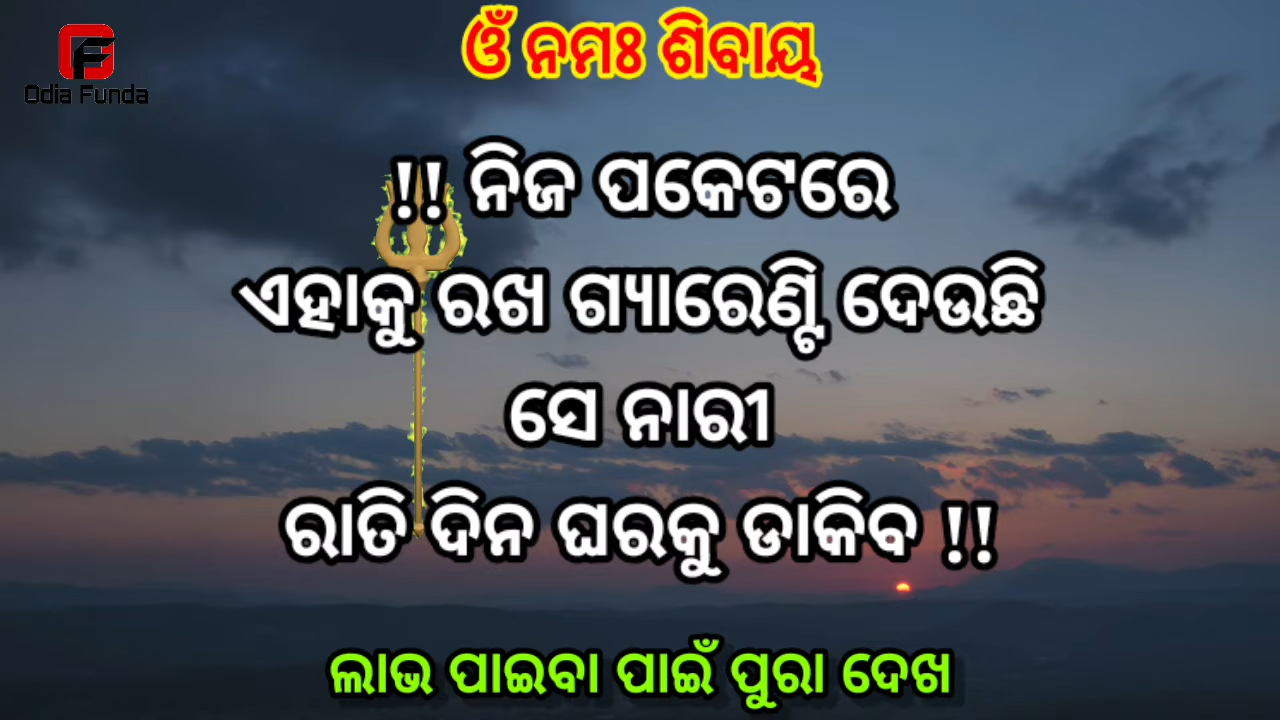 ଓଁ ନମଃ ଶିବାୟ
Odia Funda
!! ନିଜ ପକେଟରେ
ଏହାକୁ ରଖ ଗ୍ୟାରେଣ୍ଟି ଦେଉଛି
ସେ ନାରୀ
ରାତି ଦିନ ଘରକୁ ଡାକିବ !!
ଲାଭ ପାଇବା ପାଇଁ ପୁରା ଦେଖ